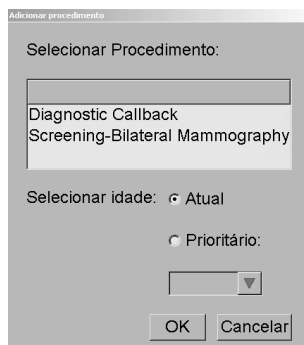 Adicionar procedimento
Selecionar Procedimento:
Diagnostic Callback
Screening-Bilateral Mammography
Selecionar idade: Atual
Prioritário:
OK Cancelar